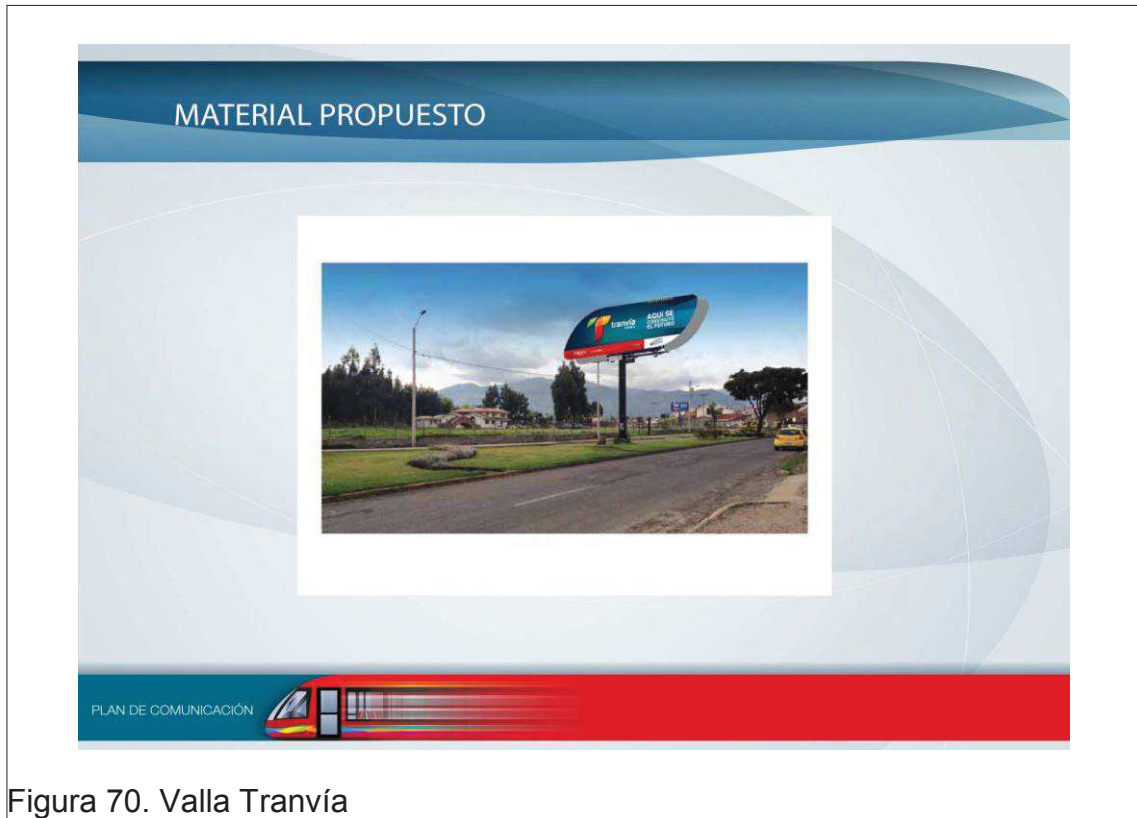 MATERIAL PROPUESTO
tranvía
AQUÍ SE
CONSTRUYE
EL FUTURO
PLAN DE COMUNICACIÓN
Figura 70. Valla Tranvía